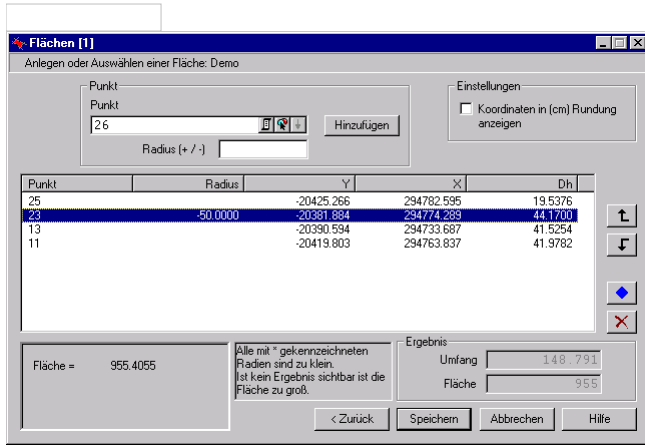 Flächen [1]
Anlegen oder Auswählen einer Fläche: Demo
Punkt
Punkt
26
Hinzufügen
Radius (+ / -)
Einstellungen
Koordinaten in (cm) Rundung
anzeigen
Punkt Radius Y X Dh
25 -20425.266 294782.595 19.5376
23 -50.0000 -20381.884 294774.289 44.1700
13 -20390.594 294733.687 41.5254
11 -20419.803 294763.837 41.9782
Fläche = 955.4055
Alle mit * gekennzeichneten
Radien sind zu klein.
Ist kein Ergebnis sichtbar ist die
Fläche zu groß.
Ergebnis
Umfang 148.791
Fläche 955
< Zurück Speichern Abbrechen Hilfe